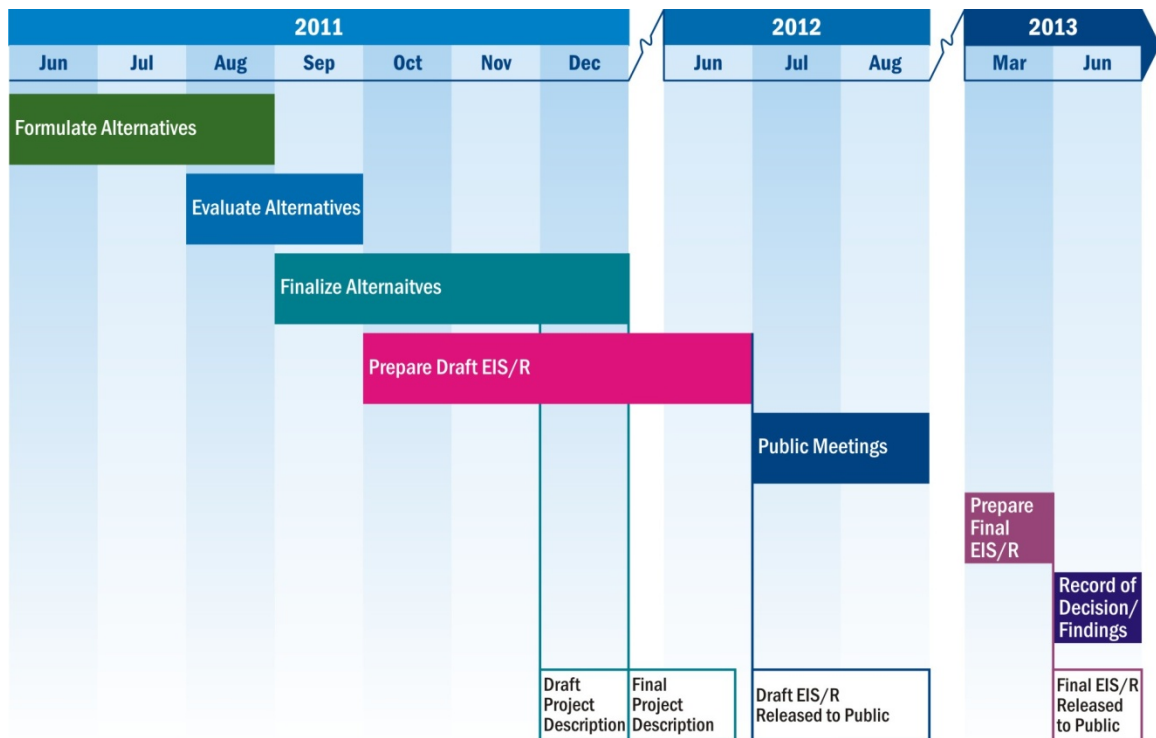 2011
2012
2013
Jun Jul Aug Sep Oct Nov Dec Jun Jul Aug Mar Jun
Formulate Alternatives
Evaluate Alternatives
Finalize Alternaitves
Prepare Draft EIS/R
Public Meetings
Prepare
Final
EIS/R
Record of
Decision/
Findings
Draft
Project
Description
Final
Project
Description
Draft EIS/R
Released to Public
Final EIS/R
Released
to Public